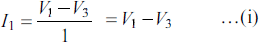 I₁ = (V₁ – V₃)/1 = V₁ – V₃ ...(i)